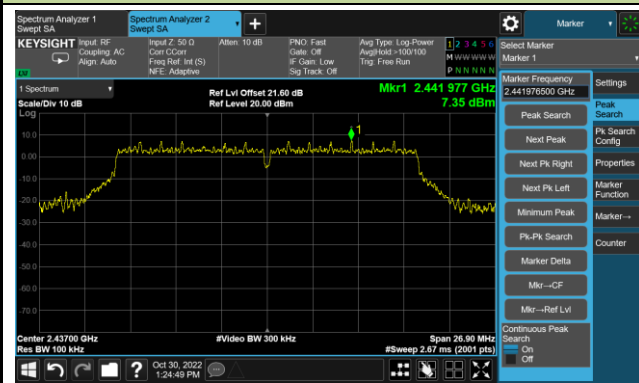 Spectrum Analyzer 1
Swept SA
Spectrum Analyzer 2
Swept SA
Marker
KEYSIGHT
Input: RF
Coupling: AC
Align: Auto
Input Z: 50 Ω
Corr CCorr
Freq Ref: Int (S)
NFE: Adaptive
Atten: 10 dB
PNO: Fast
Gate: Off
IF Gain: Low
Sig Track: Off
Avg Type: Log-Power
Avg|Hold:>100/100
Trig: Free Run
1 2 3 4 5 6
M W W W W W
P N N N N N
LXI
Select Marker
Marker 1
1 Spectrum
Scale/Div 10 dB
Log
Ref Lvl Offset 21.60 dB
Ref Level 20.00 dBm
Mkr1 2.441 977 GHz
7.35 dBm
1
10.0
0.00
-10.0
-20.0
-30.0
-40.0
-50.0
-60.0
-70.0
Center 2.43700 GHz
Res BW 100 kHz
#Video BW 300 kHz
Span 26.90 MHz
#Sweep 2.67 ms (2001 pts)
Marker Frequency
2.441976500 GHz
Peak Search
Next Peak
Next Pk Right
Next Pk Left
Minimum Peak
Pk-Pk Search
Marker Delta
Mkr→CF
Mkr→Ref Lvl
Continuous Peak
Search
On
Off
Settings
Peak
Search
Pk Search
Config
Properties
Marker
Function
Marker→
Counter
Oct 30, 2022
1:24:49 PM